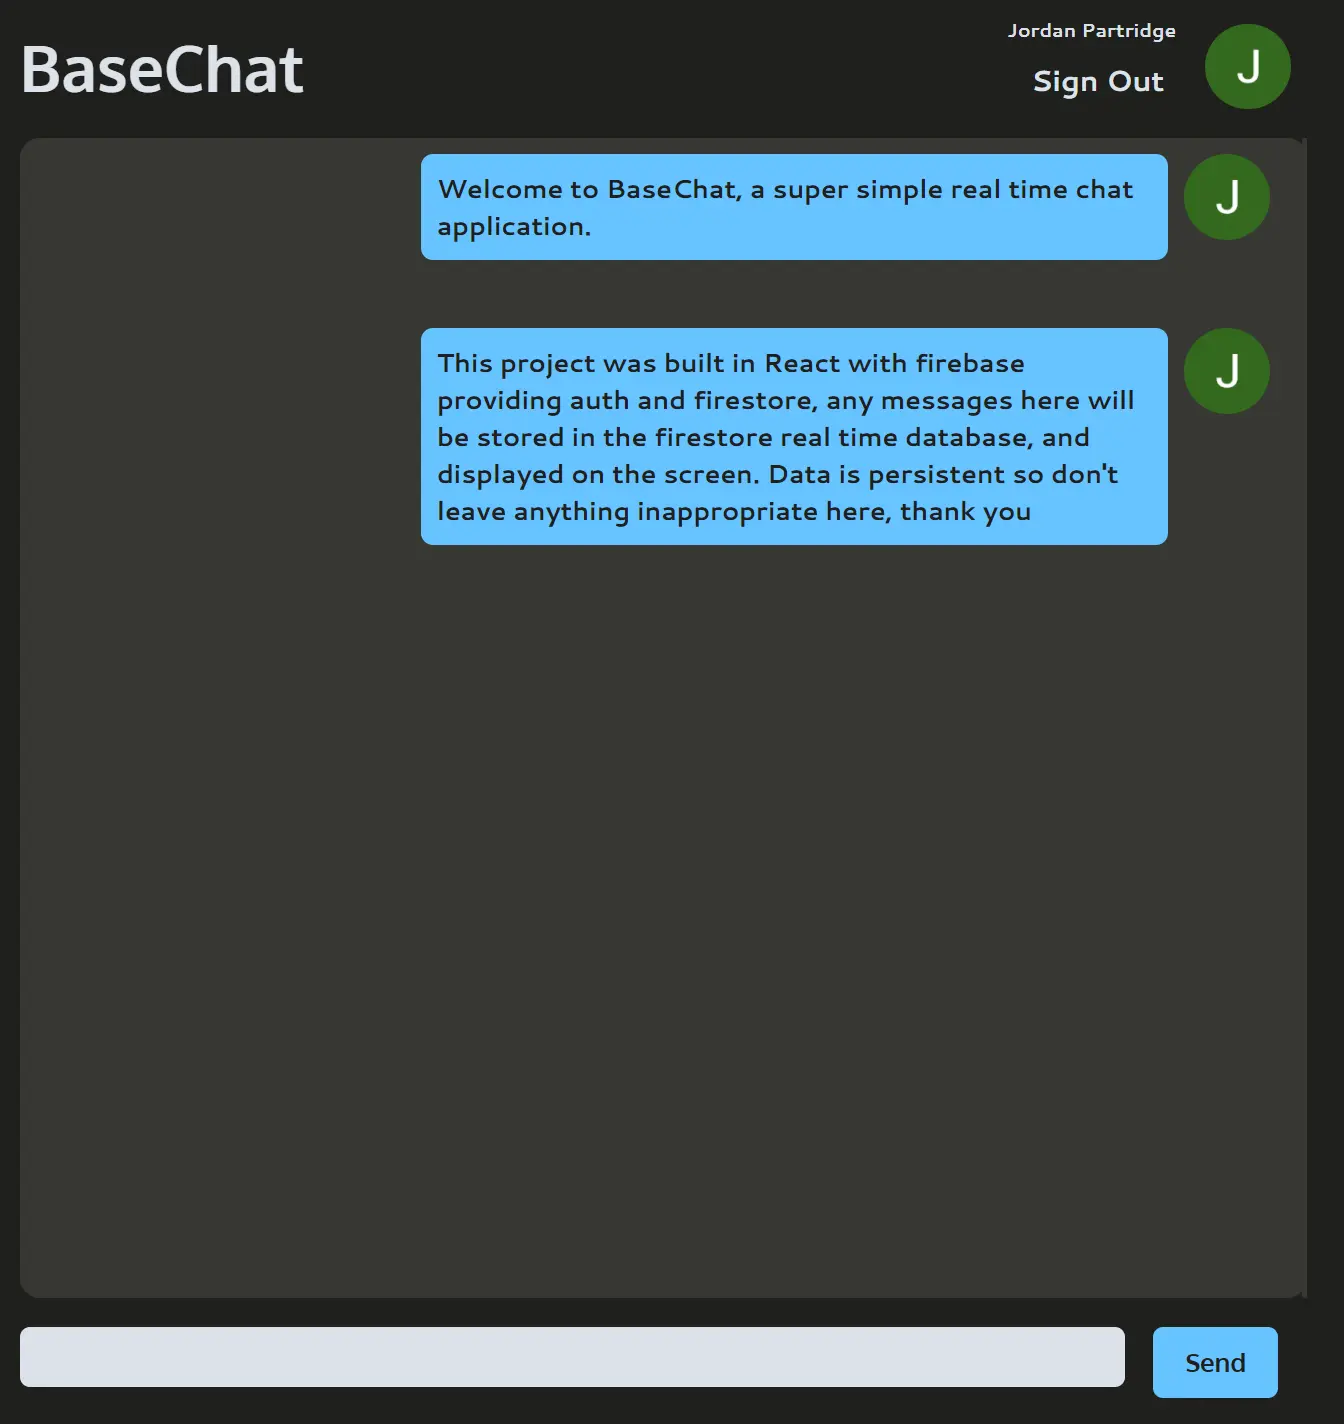 BaseChat
Jordan Partridge
Sign Out
J
Welcome to BaseChat, a super simple real time chat
application.
J
This project was built in React with firebase
providing auth and firestore, any messages here will
be stored in the firestore real time database, and
displayed on the screen. Data is persistent so don't
leave anything inappropriate here, thank you
J
Send